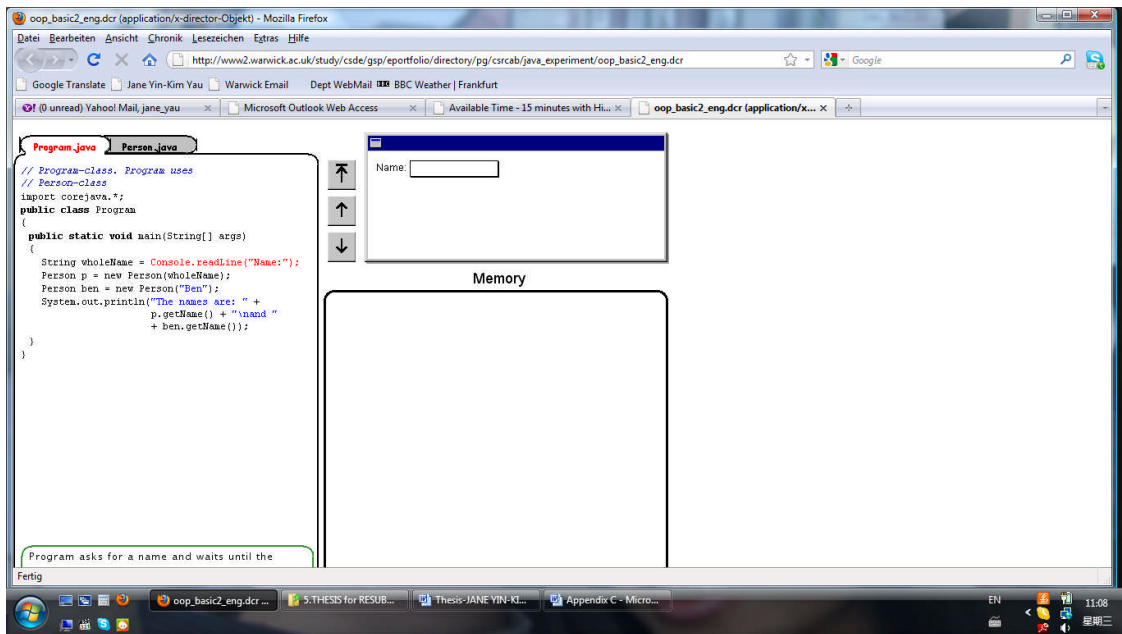 oop_basic2_eng.dcr (application/x-director-Objekt) - Mozilla Firefox
Datei Bearbeiten Ansicht Chronik Lesezeichen Extras Hilfe
http://www2.warwick.ac.uk/study/csde/gsp/eportfolio/directory/pg/csrcab/java_experiment/oop_basic2_eng.dcr
Google
Google Translate Jane Yin-Kim Yau Warwick Email Dept WebMail BBC BBC Weather | Frankfurt
(0 unread) Yahoo! Mail, jane_yau Microsoft Outlook Web Access Available Time - 15 minutes with Hi... oop_basic2_eng.dcr (application/x...
Program.java Person.java
// Program-class. Program uses
// Person-class
import corejava.*;
public class Program
{
public static void main(String[] args)
{
String wholeName = Console.readLine("Name:");
Person p = new Person(wholeName);
Person ben = new Person("Ben");
System.out.println("The names are: " +
p.getName() + "\nand "
+ ben.getName());
}
}
Name:
Memory
Program asks for a name and waits until the
Fertig
oop_basic2_eng.dcr ... 5.THESIS for RESUB... Thesis-JANE YIN-KI... Appendix C - Micro...
EN
11:08
星期三